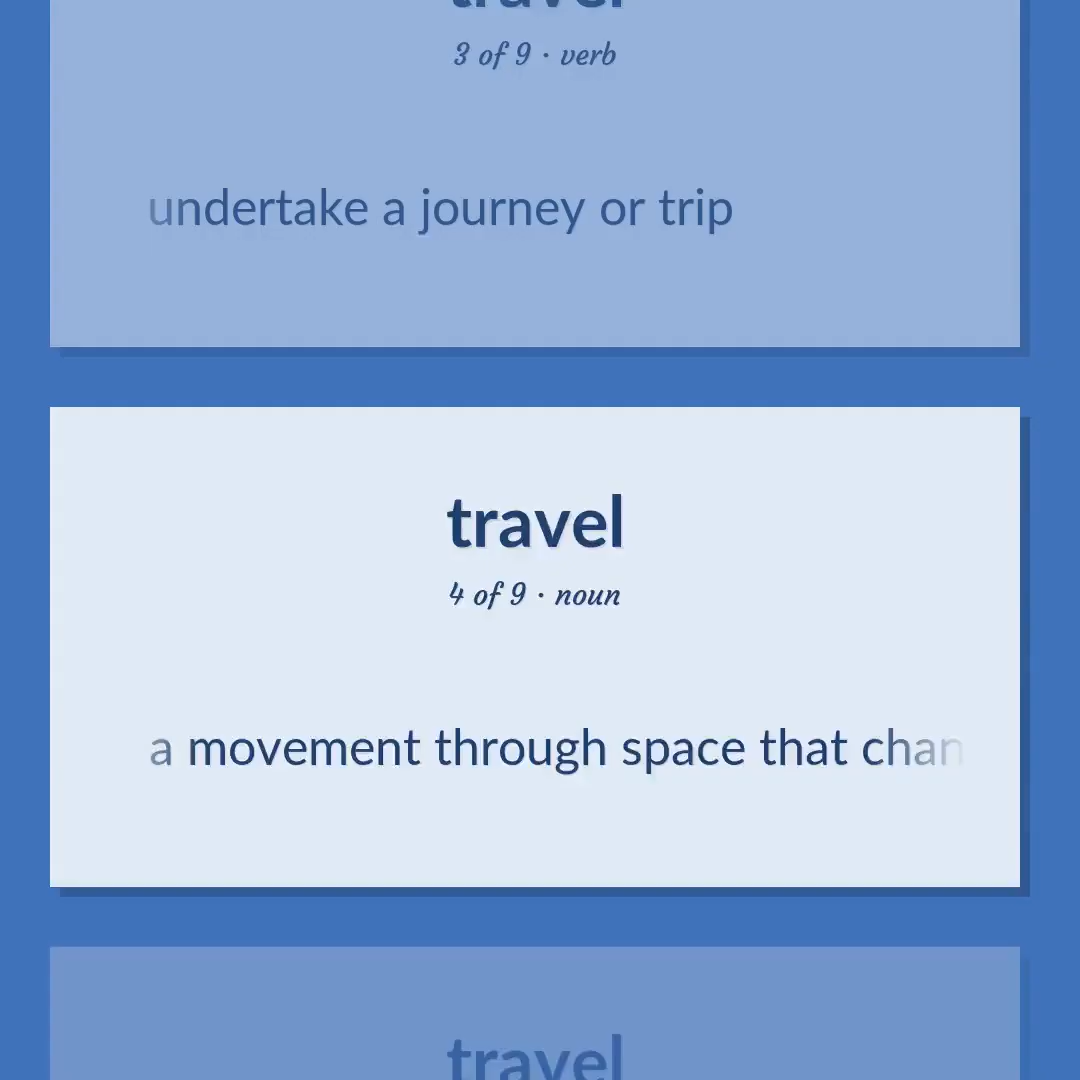 travel
3 of 9 · verb
undertake a journey or trip
travel
4 of 9 · noun
a movement through space that chan
travel